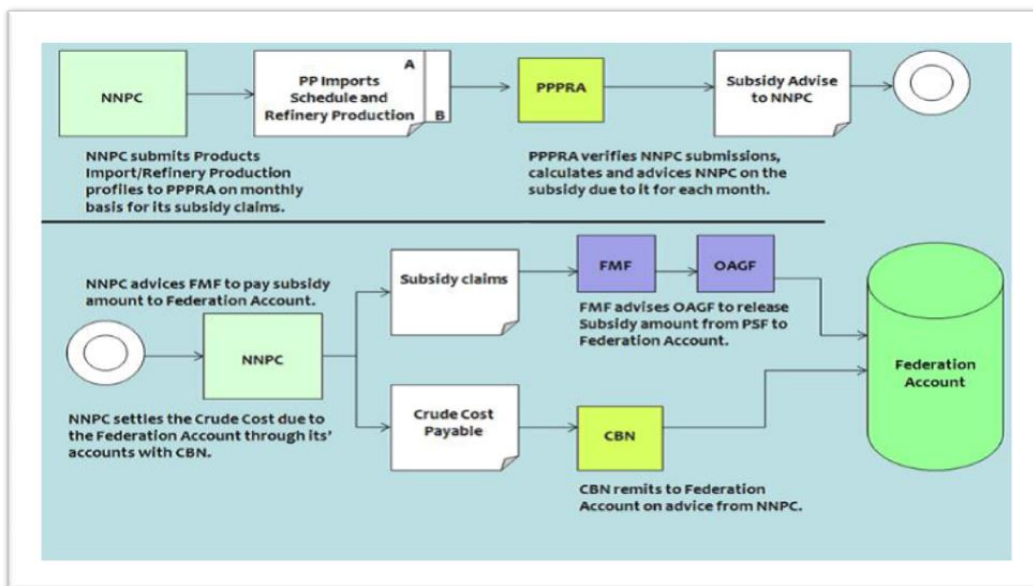 NNPC
PP Imports
Schedule and
Refinery Production
A
B
PPPRA
Subsidy Advise
to NNPC
NNPC submits Products
Import/Refinery Production
profiles to PPPRA on monthly
basis for its subsidy claims.
PPPRA verifies NNPC submissions,
calculates and advices NNPC on the
subsidy due to it for each month.
NNPC advices FMF to pay subsidy
amount to Federation Account.
NNPC
NNPC settles the Crude Cost due to
the Federation Account through its'
accounts with CBN.
Subsidy claims
FMF
OAGF
FMF advises OAGF to release
Subsidy amount from PSF to
Federation Account.
Crude Cost
Payable
CBN
CBN remits to Federation
Account on advice from NNPC.
Federation
Account